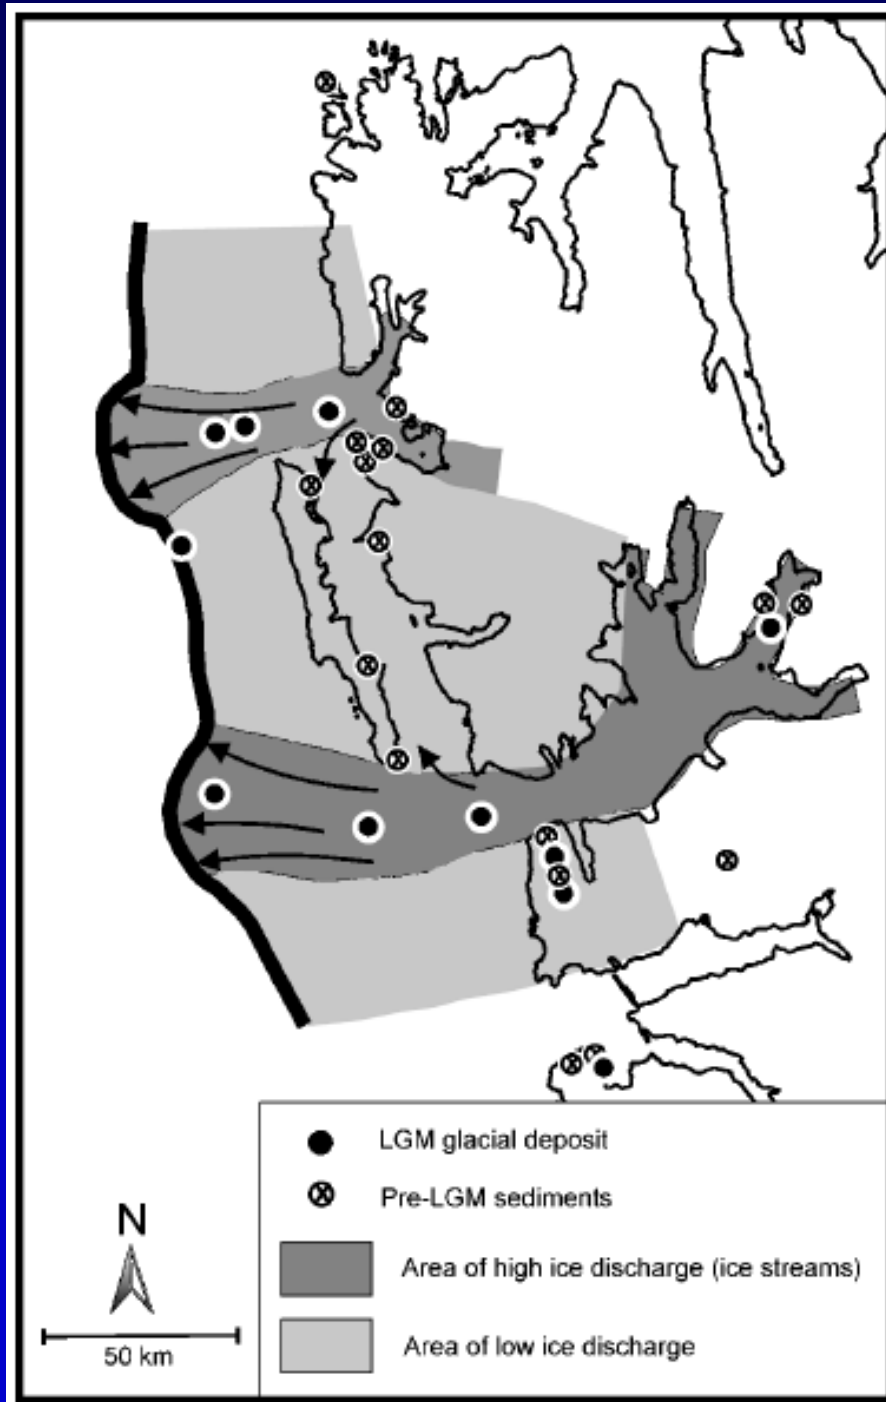 LGM glacial deposit
Pre-LGM sediments
Area of high ice discharge (ice streams)
Area of low ice discharge
N
50 km